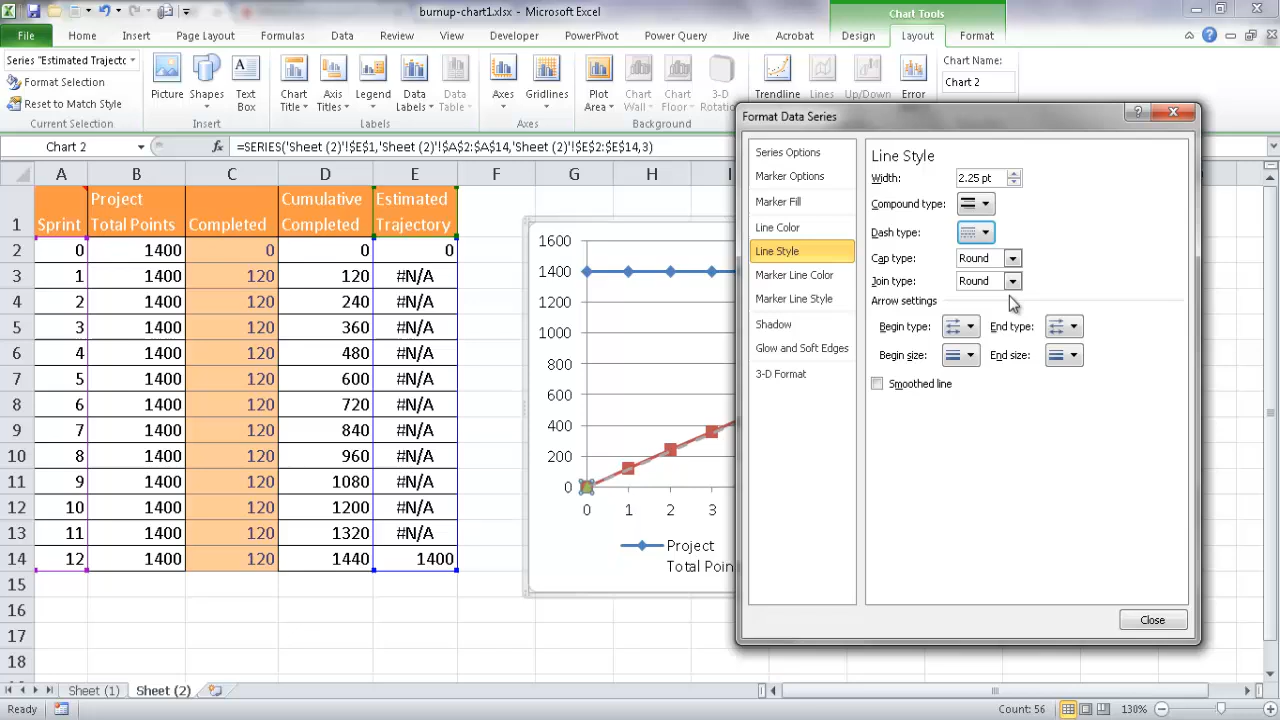 burnup-chart1.xlsx - Microsoft Excel
Chart Tools
File Home Insert Page Layout Formulas Data Review View Developer PowerPivot Power Query Jive Acrobat Design Layout Format
Series "Estimated Trajectc
Format Selection
Reset to Match Style
Current Selection
Picture Shapes Text Box
Insert
Chart Title Axis Titles Legend Data Labels Data Table
Labels
Axes Gridlines
Axes
Plot Area Chart Wall Chart Floor 3-D Rotatio
Background
Trendline Lines Up/Down Error
Chart Name:
Chart 2
Chart 2 fx =SERIES('Sheet (2)'!$E$1,'Sheet (2)'!$A$2:$A$14,'Sheet (2)'!$E$2:$E$14,3)
A B C D E F G H I
1 Sprint Project Total Points Completed Cumulative Completed Estimated Trajectory
2 0 1400 0 0 0
3 1 1400 120 120 #N/A
4 2 1400 120 240 #N/A
5 3 1400 120 360 #N/A
6 4 1400 120 480 #N/A
7 5 1400 120 600 #N/A
8 6 1400 120 720 #N/A
9 7 1400 120 840 #N/A
10 8 1400 120 960 #N/A
11 9 1400 120 1080 #N/A
12 10 1400 120 1200 #N/A
13 11 1400 120 1320 #N/A
14 12 1400 120 1440 1400
15
16
17
18
1600
1400
1200
1000
800
600
400
200
0
0 1 2 3
Project
Total Poin
Format Data Series
Series Options
Marker Options
Marker Fill
Line Color
Line Style
Marker Line Color
Marker Line Style
Shadow
Glow and Soft Edges
3-D Format
Line Style
Width: 2.25 pt
Compound type:
Dash type:
Cap type: Round
Join type: Round
Arrow settings
Begin type: End type:
Begin size: End size:
Smoothed line
Close
Sheet (1) Sheet (2)
Ready Count: 56 130%